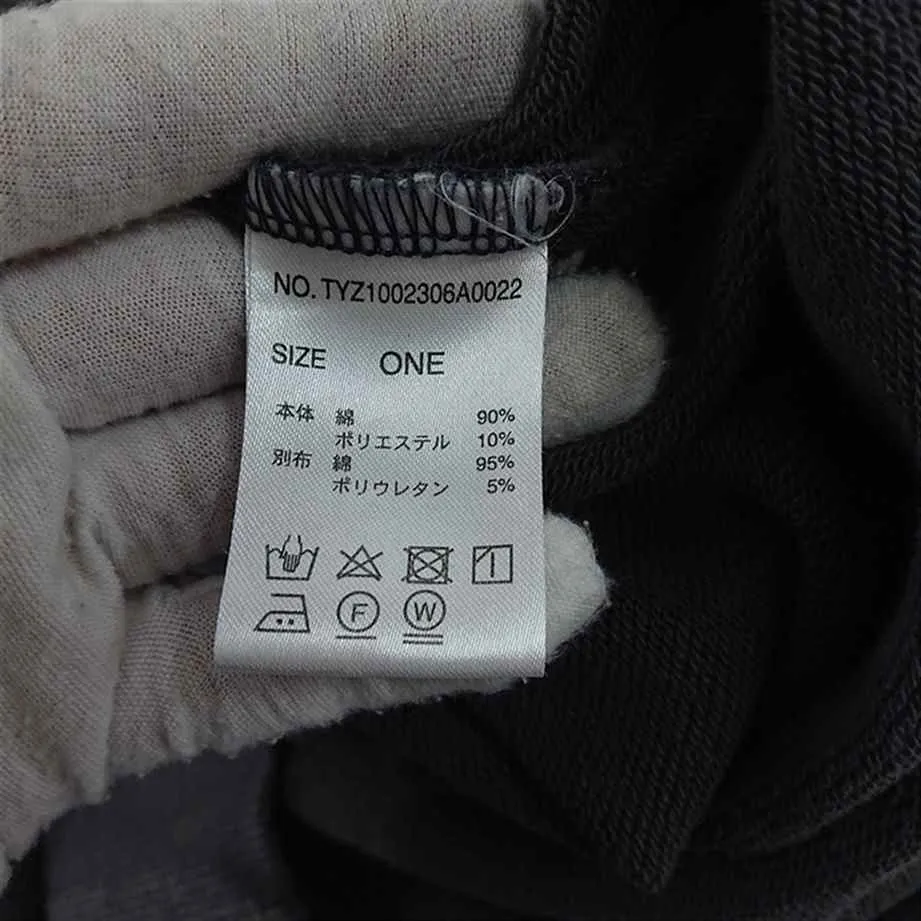 NO. TYZ1002306A0022
SIZE ONE
本体 綿 90%
ポリエステル 10%
別布 綿 95%
ポリウレタン 5%
F W